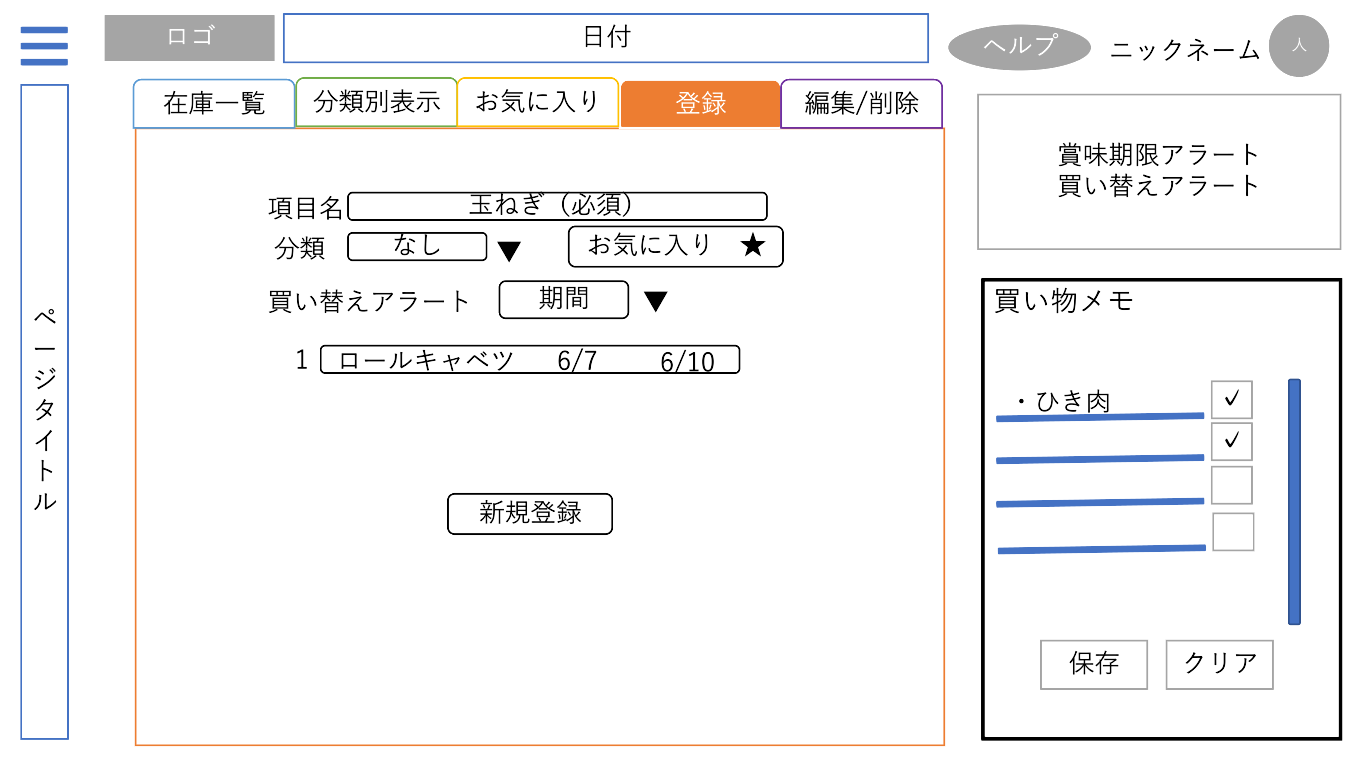 ロゴ
日付
ヘルプ
ニックネーム
人
在庫一覧
分類別表示
お気に入り
登録
編集/削除
ページタイトル
項目名 玉ねぎ（必須）
分類 なし ▼ お気に入り ★
買い替えアラート 期間 ▼
1 ロールキャベツ 6/7 6/10
新規登録
賞味期限アラート
買い替えアラート
買い物メモ
・ひき肉 ✓
✓
保存
クリア